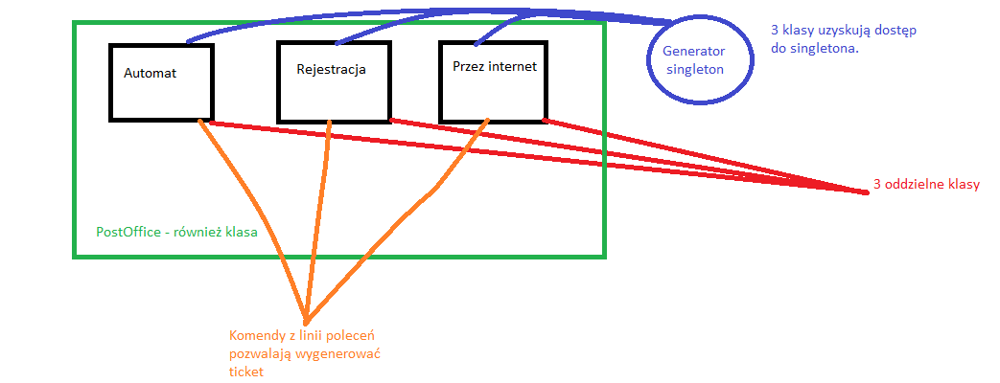 3 klasy uzyskują dostęp
do singletona.
Generator
singleton
Automat
Rejestracja
Przez internet
3 oddzielne klasy
PostOffice - również klasa
Komendy z linii poleceń
pozwalają wygenerować
ticket